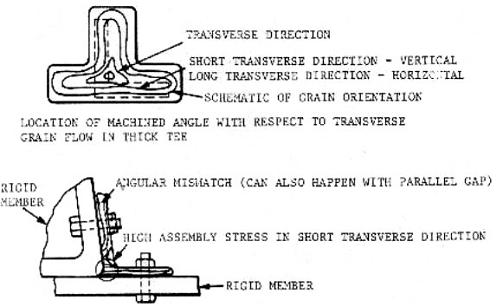 TRANSVERSE DIRECTION
SHORT TRANSVERSE DIRECTION - VERTICAL
LONG TRANSVERSE DIRECTION - HORIZONTAL
SCHEMATIC OF GRAIN ORIENTATION
LOCATION OF MACHINED ANGLE WITH RESPECT TO TRANSVERSE
GRAIN FLOW IN THICK TEE
RIGID
MEMBER
ANGULAR MISMATCH (CAN ALSO HAPPEN WITH PARALLEL GAP)
HIGH ASSEMBLY STRESS IN SHORT TRANSVERSE DIRECTION
RIGID MEMBER